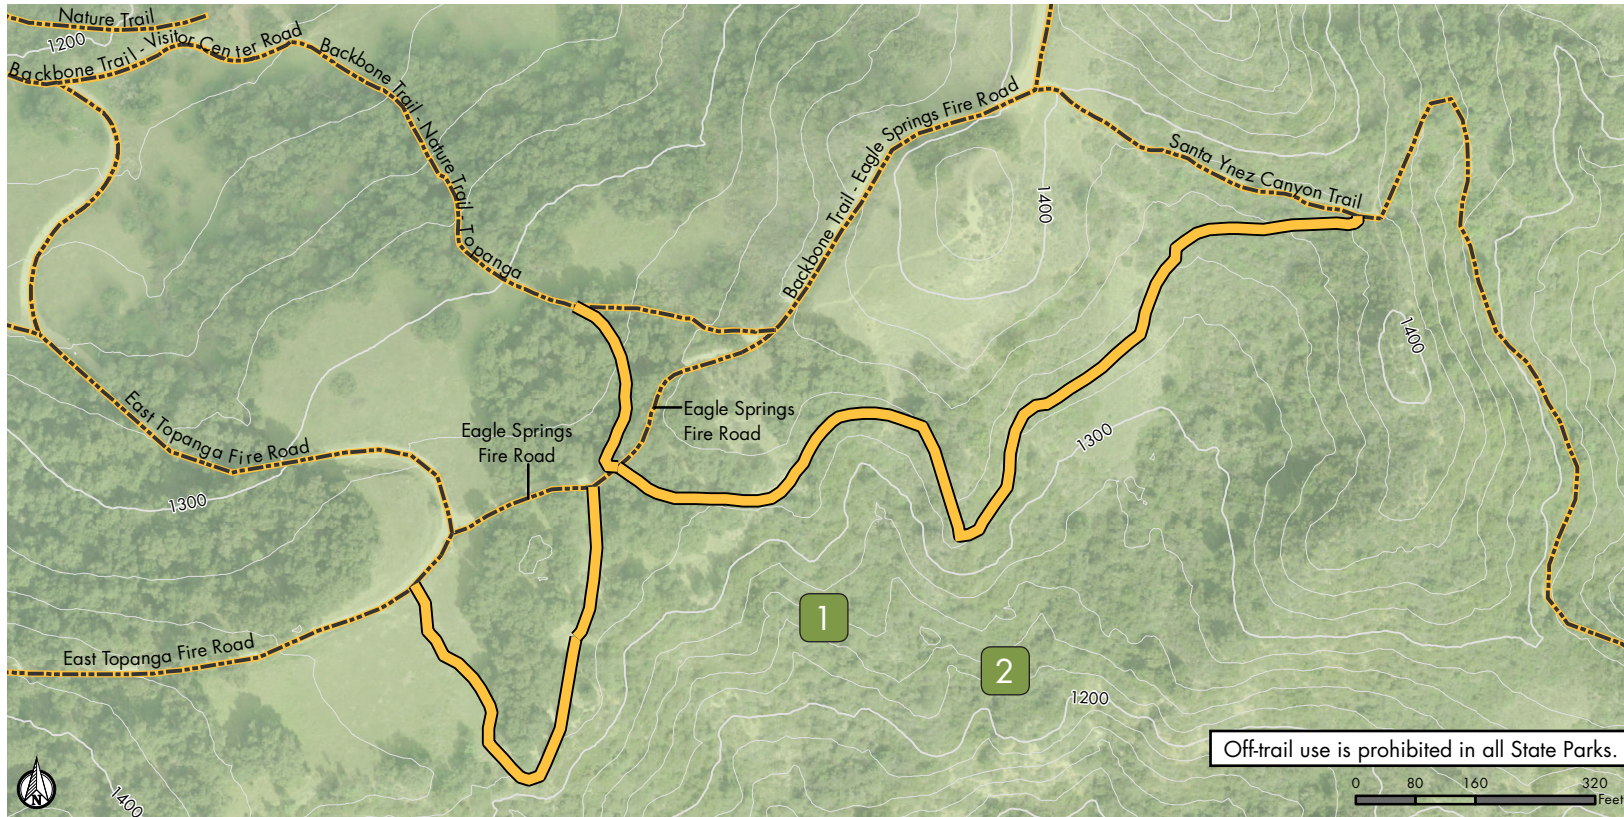 Nature Trail
1200
Backbone Trail - Visitor Center Road
Backbone Trail - Nature Trail - Topanga
Backbone Trail - Eagle Springs Fire Road
Santa Ynez Canyon Trail
1400
1400
East Topanga Fire Road
Eagle Springs
Fire Road
Eagle Springs
Fire Road
1300
1300
East Topanga Fire Road
1
2
1200
1400
Off-trail use is prohibited in all State Parks.
N
0 80 160 320
Feet